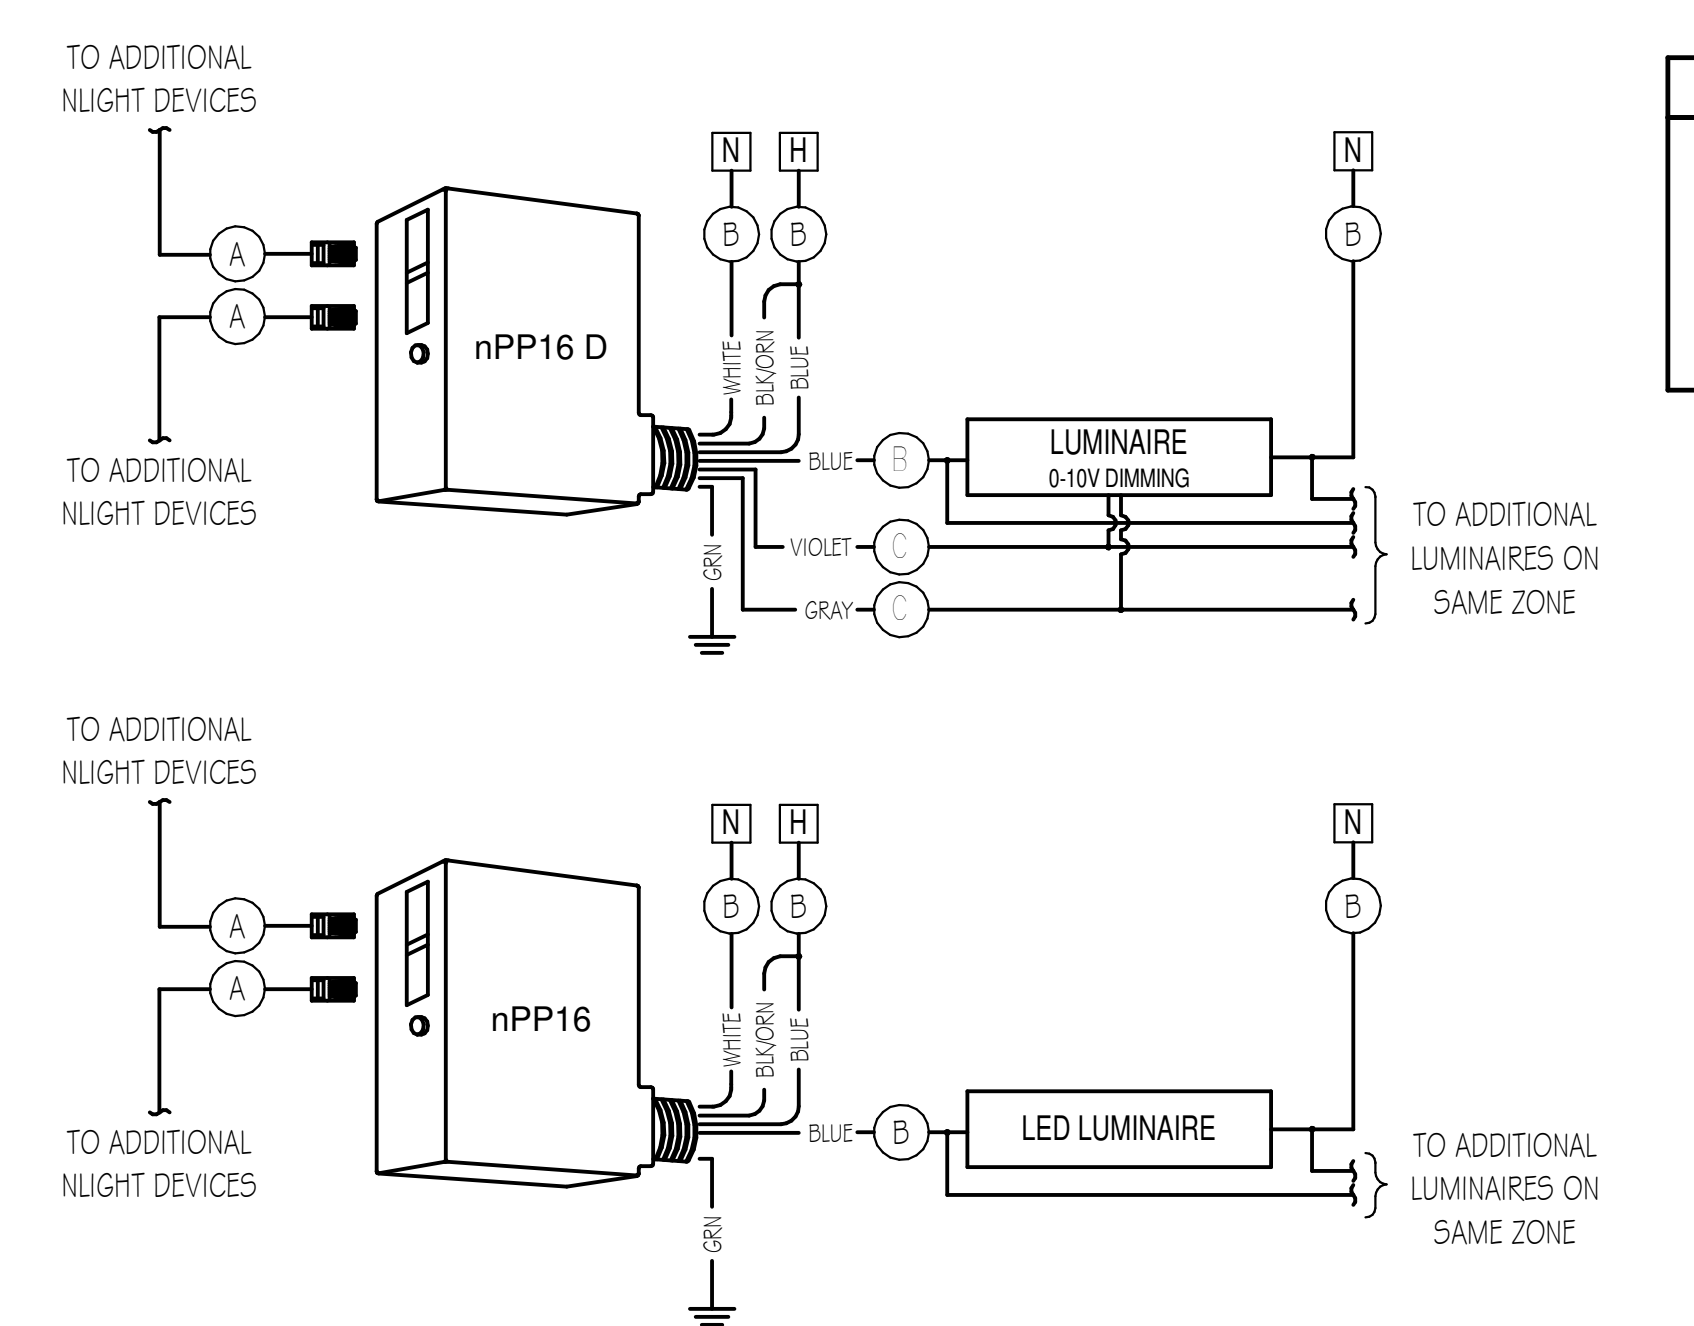 TO ADDITIONAL
NLIGHT DEVICES
N
H
N
B
B
B
A
A
nPP16 D
WHITE
BLK/ORN
BLUE
TO ADDITIONAL
NLIGHT DEVICES
BLUE
B
LUMINAIRE
0-10V DIMMING
VIOLET
C
GRN
GRAY
C
TO ADDITIONAL
LUMINAIRES ON
SAME ZONE
TO ADDITIONAL
NLIGHT DEVICES
N
H
N
B
B
B
A
A
nPP16
WHITE
BLK/ORN
BLUE
TO ADDITIONAL
NLIGHT DEVICES
BLUE
B
LED LUMINAIRE
GRN
TO ADDITIONAL
LUMINAIRES ON
SAME ZONE